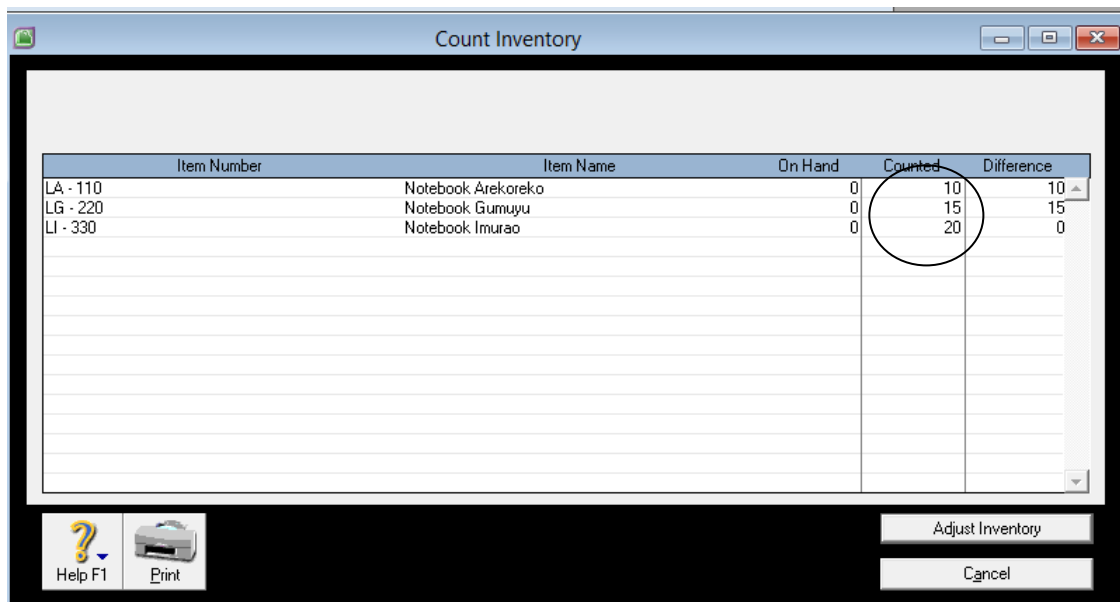 Count Inventory
Item Number Item Name On Hand Counted Difference
LA - 110 Notebook Arekoreko 0 10 10
LG - 220 Notebook Gumuyu 0 15 15
LI - 330 Notebook Imurao 0 20 0
Adjust Inventory
Help F1 Print Cancel